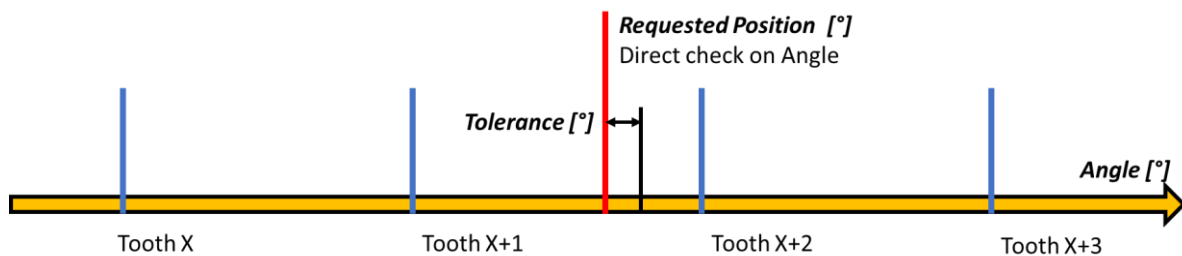 Requested Position [°]
Direct check on Angle
Tolerance [°]
Angle [°]
Tooth X
Tooth X+1
Tooth X+2
Tooth X+3